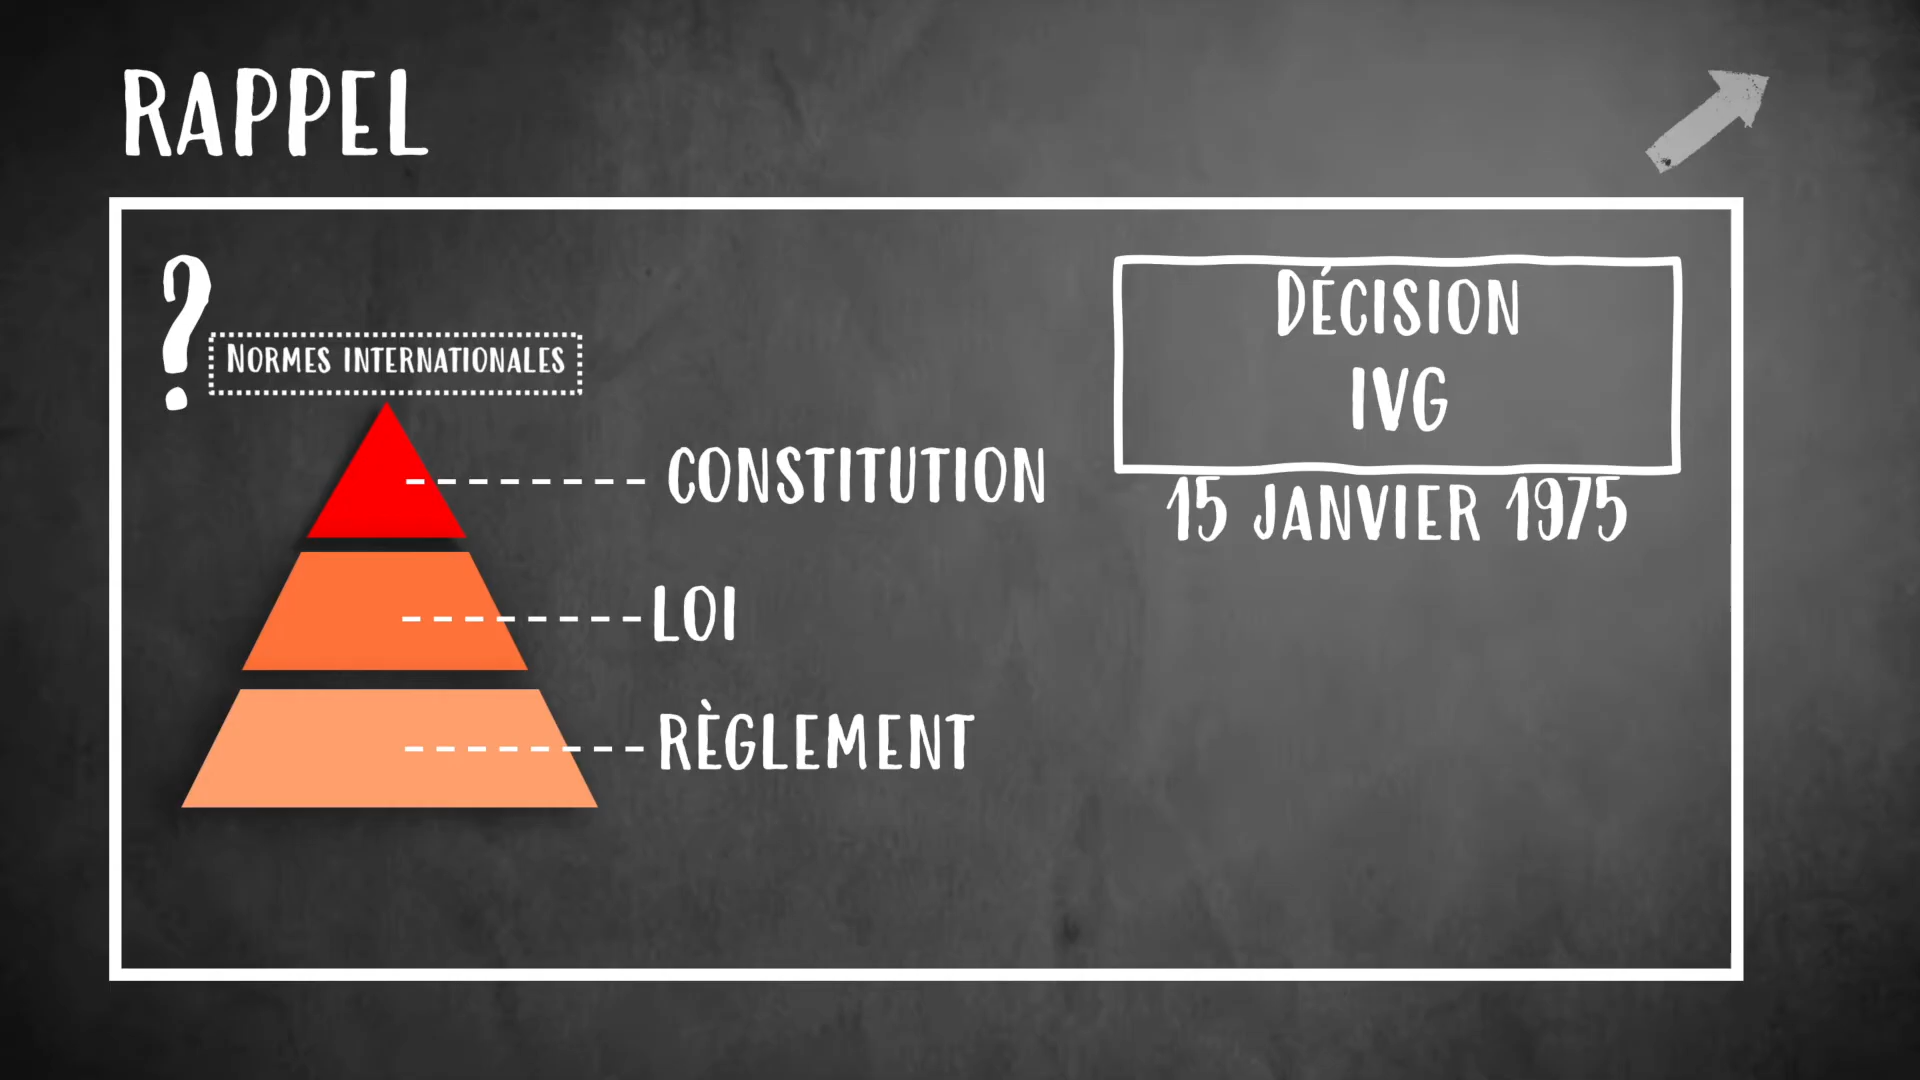 RAPPEL
?
NORMES INTERNATIONALES
CONSTITUTION
LOI
RÈGLEMENT
DÉCISION
IVG
15 JANVIER 1975